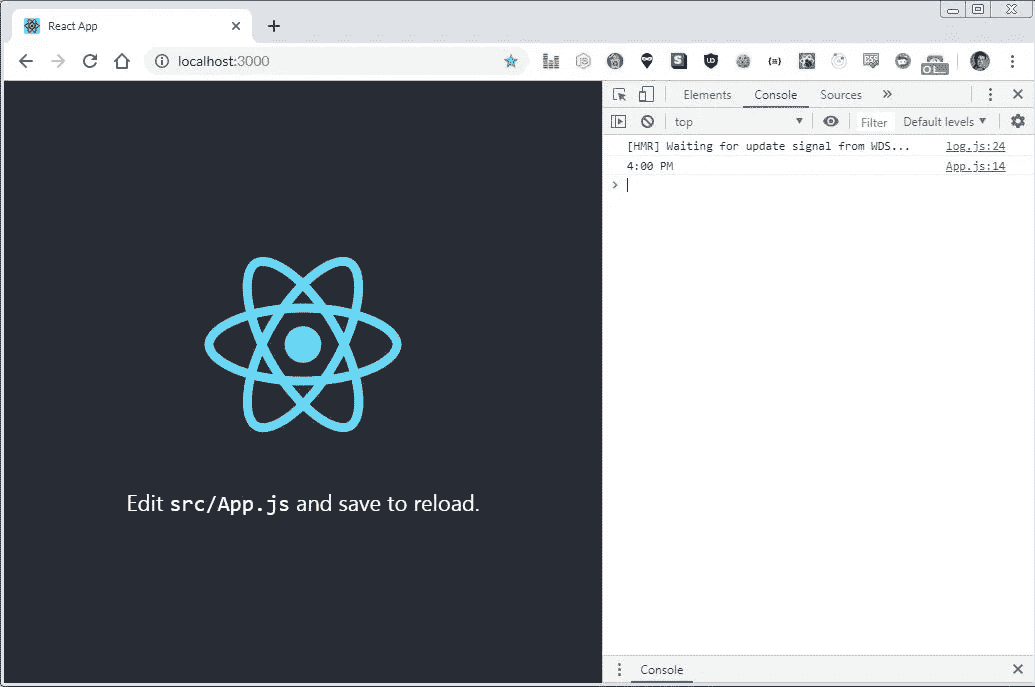 React App
localhost:3000
Elements Console Sources
top Filter Default levels
[HMR] Waiting for update signal from WDS... log.js:24
4:00 PM App.js:14
Edit src/App.js and save to reload.
Console